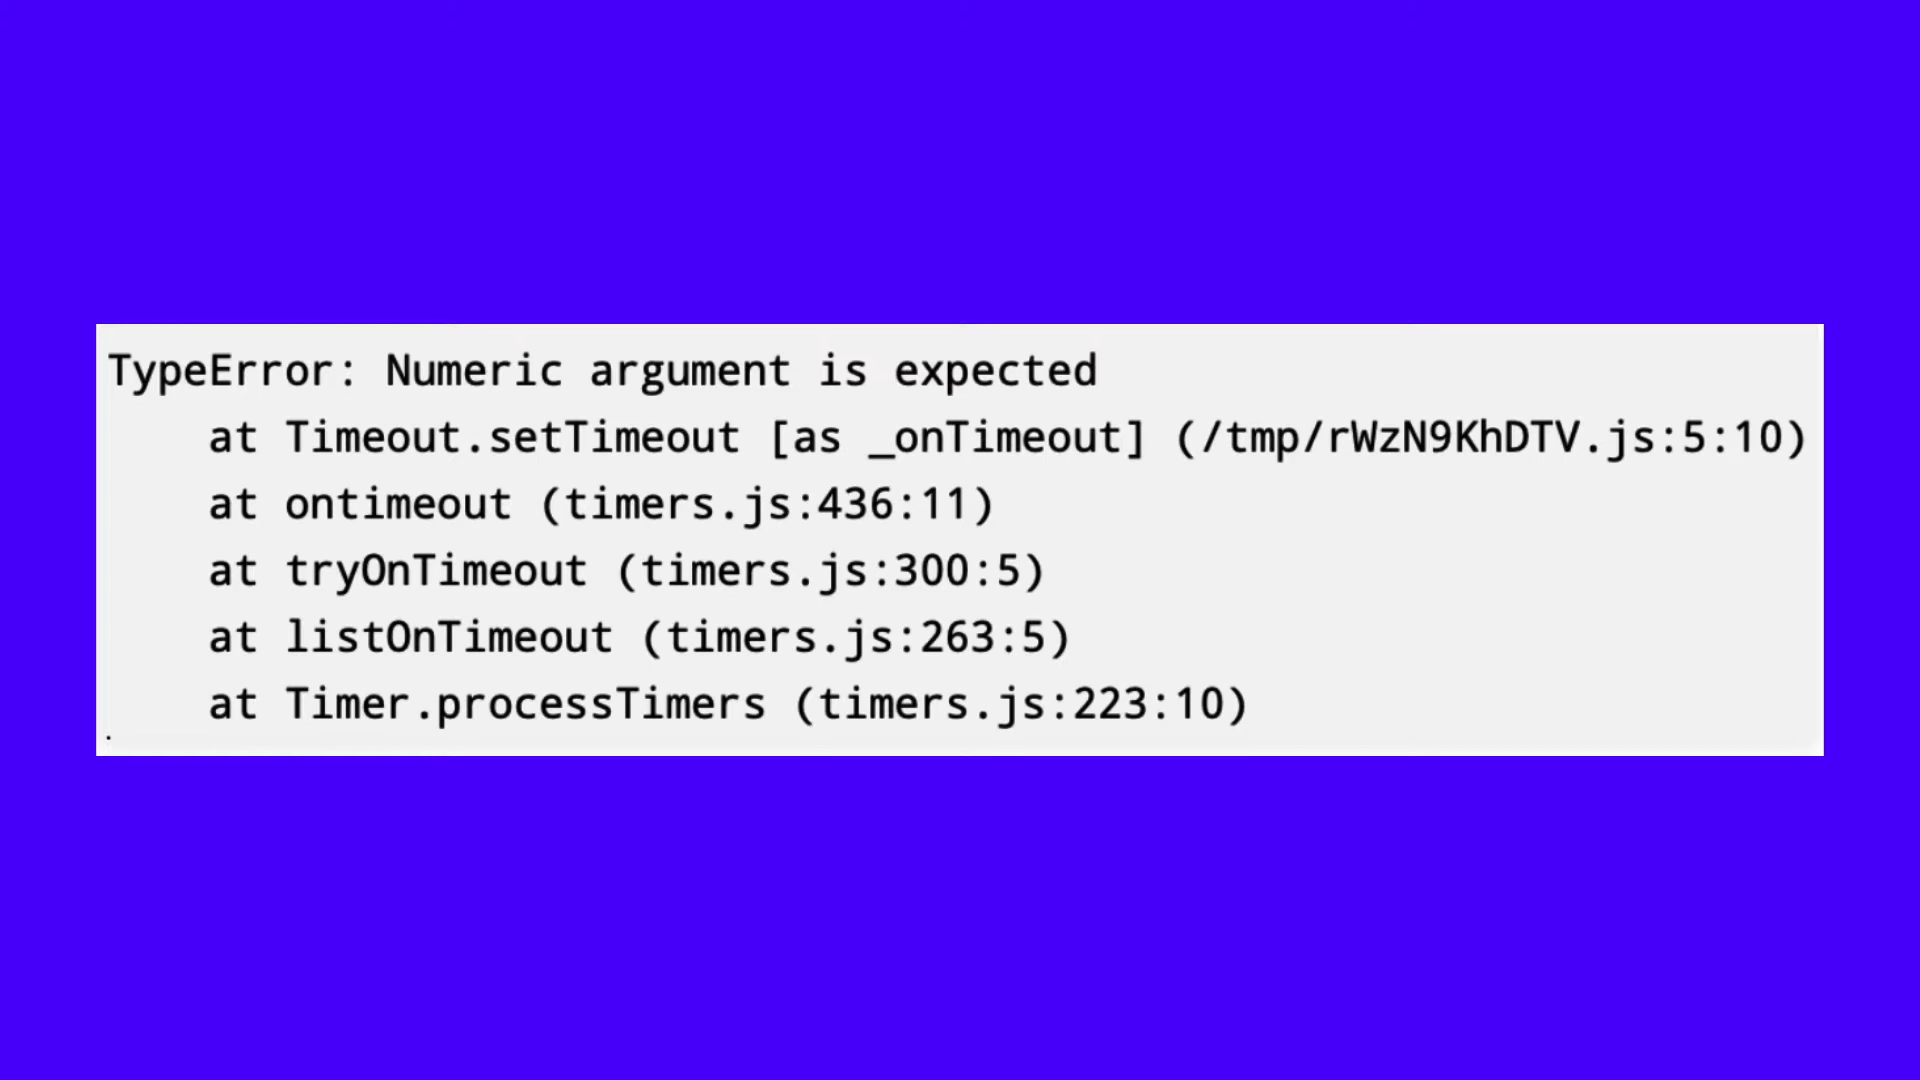 TypeError: Numeric argument is expected
at Timeout.setTimeout [as _onTimeout] (/tmp/rWzN9KhDTV.js:5:10)
at ontimeout (timers.js:436:11)
at tryOnTimeout (timers.js:300:5)
at listOnTimeout (timers.js:263:5)
at Timer.processTimers (timers.js:223:10)